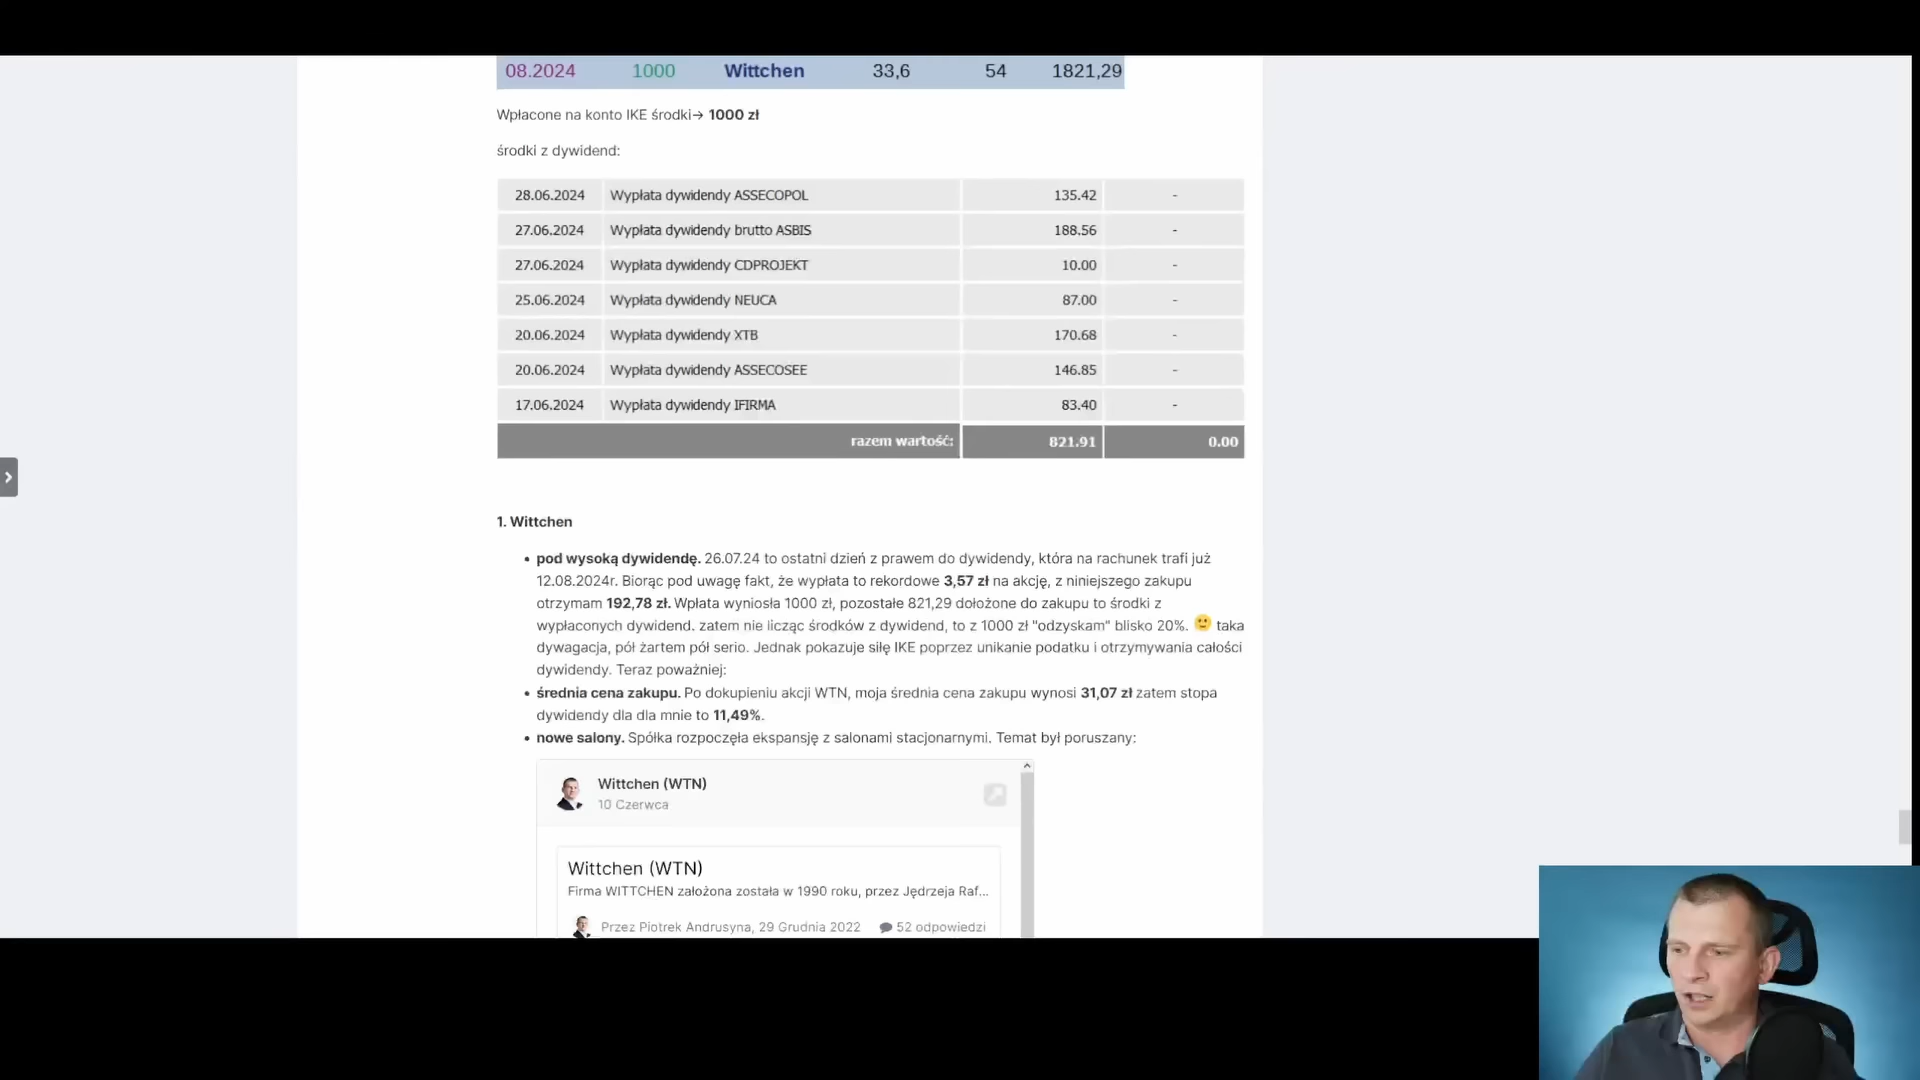 08.2024 1000 Wittchen 33,6 54 1821,29
Wpłacone na konto IKE środki→ 1000 zł
środki z dywidend:
28.06.2024 Wypłata dywidendy ASSECOPOL 135.42 -
27.06.2024 Wypłata dywidendy brutto ASBIS 188.56 -
27.06.2024 Wypłata dywidendy CDPROJEKT 10.00 -
25.06.2024 Wypłata dywidendy NEUCA 87.00 -
20.06.2024 Wypłata dywidendy XTB 170.68 -
20.06.2024 Wypłata dywidendy ASSECOSEE 146.85 -
17.06.2024 Wypłata dywidendy IFIRMA 83.40 -
razem wartość: 821.91 0.00
1. Wittchen
• pod wysoką dywidendę. 26.07.24 to ostatni dzień z prawem do dywidendy, która na rachunek trafi już
12.08.2024r. Biorąc pod uwagę fakt, że wypłata to rekordowe 3,57 zł na akcję, z niniejszego zakupu
otrzymam 192,78 zł. Wpłata wyniosła 1000 zł, pozostałe 821,29 dołożone do zakupu to środki z
wypłaconych dywidend. zatem nie licząc środków z dywidend, to z 1000 zł "odzyskam" blisko 20%. 🙂 taka
dywagacja, pół żartem pół serio. Jednak pokazuje siłę IKE poprzez unikanie podatku i otrzymywania całości
dywidendy. Teraz poważniej:
• średnia cena zakupu. Po dokupieniu akcji WTN, moja średnia cena zakupu wynosi 31,07 zł zatem stopa
dywidendy dla dla mnie to 11,49%.
• nowe salony. Spółka rozpoczęła ekspansję z salonami stacjonarnymi. Temat był poruszany:
Wittchen (WTN)
10 Czerwca
Wittchen (WTN)
Firma WITTCHEN założona została w 1990 roku, przez Jędrzeja Raf...
Przez Piotrek Andrusyna, 29 Grudnia 2022 52 odpowiedzi